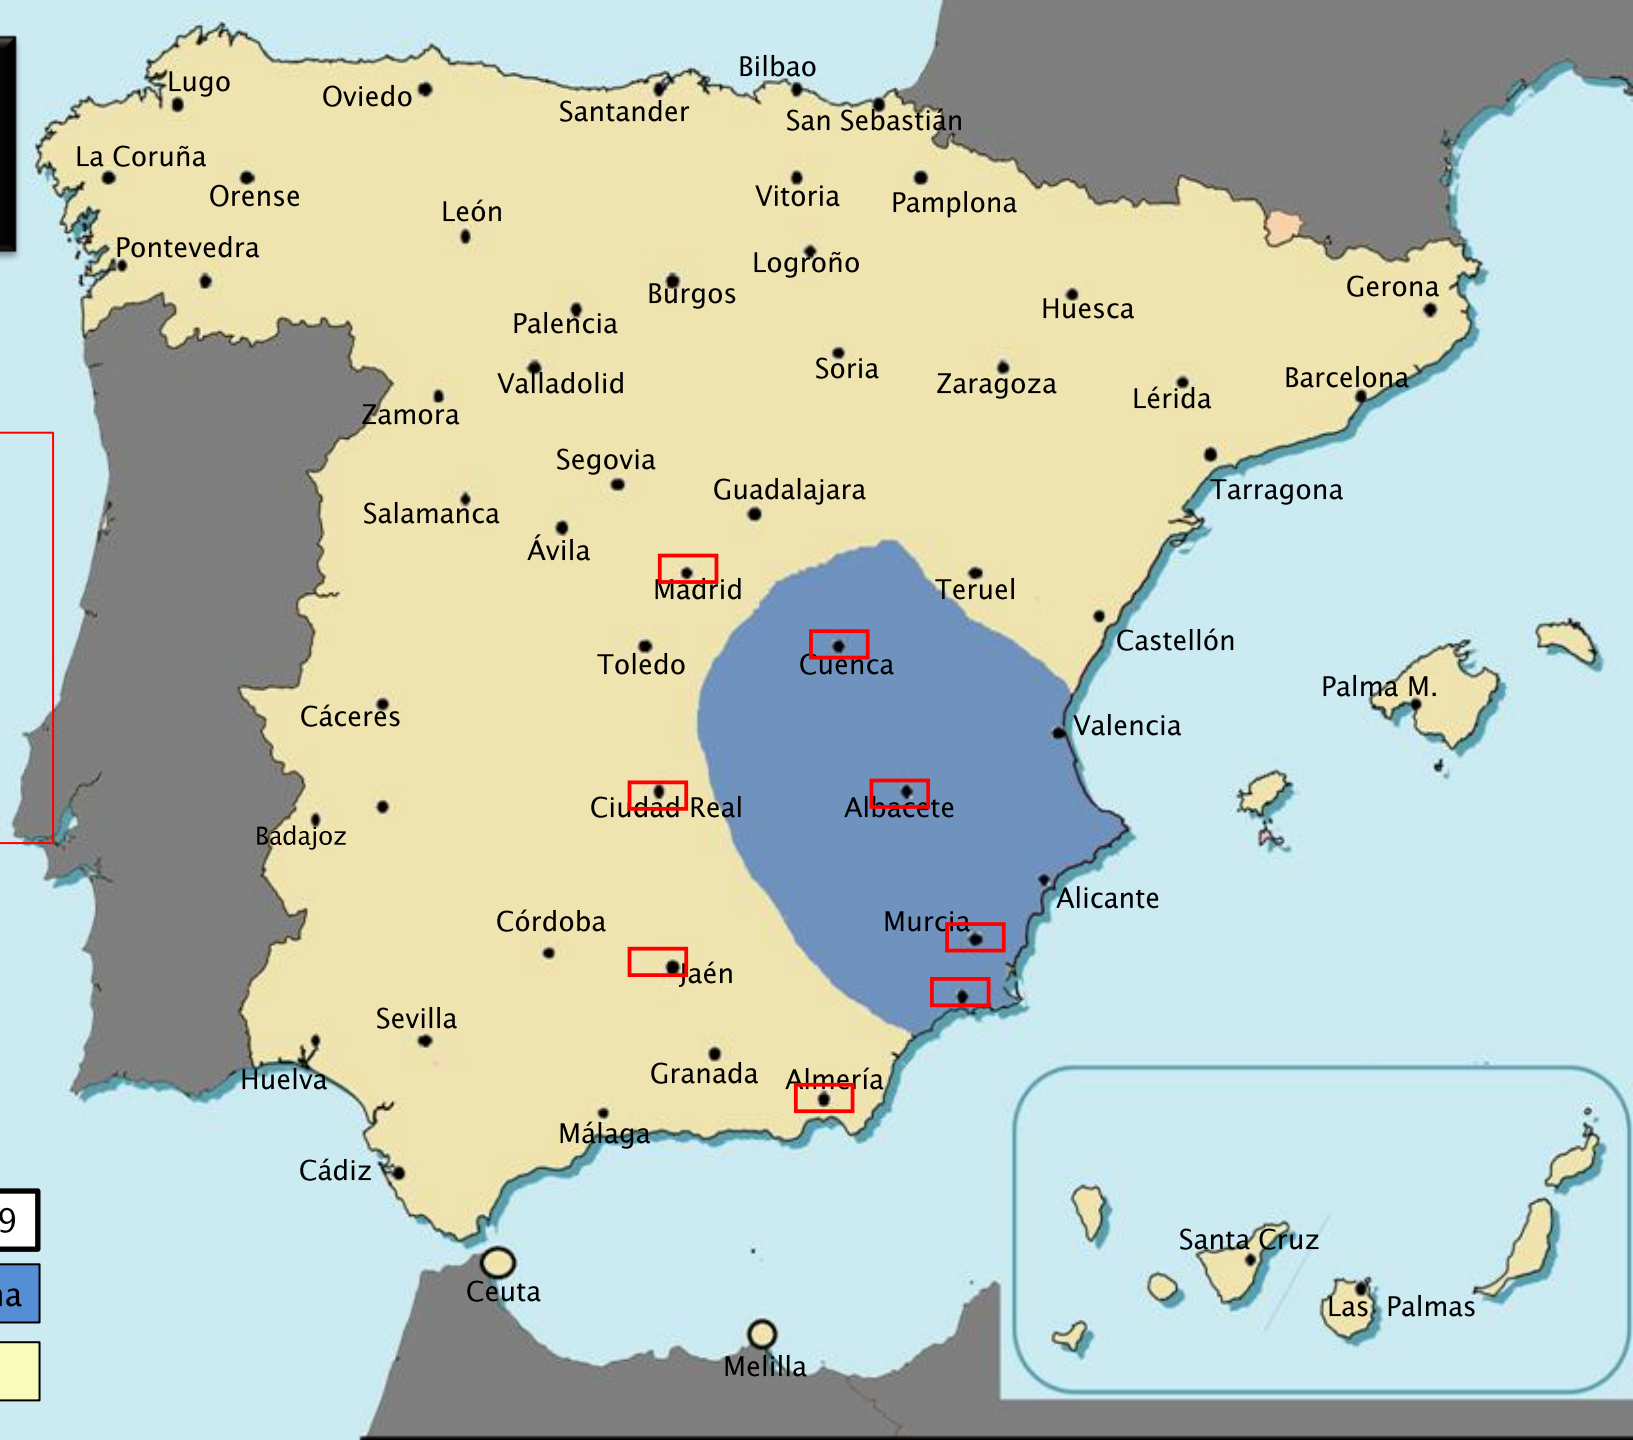 Bilbao
Lugo
Oviedo
Santander
San Sebastián
La Coruña
Orense
Vitoria
Pamplona
León
Pontevedra
Logroño
Burgos
Gerona
Huesca
Palencia
Soria
Valladolid
Zaragoza
Barcelona
Lérida
Zamora
Segovia
Guadalajara
Tarragona
Salamanca
Ávila
Madrid
Teruel
Castellón
Toledo
Cuenca
Palma M.
Cáceres
Valencia
Ciudad Real
Albacete
Badajoz
Alicante
Córdoba
Murcia
Jaén
Sevilla
Granada
Almería
Huelva
Málaga
Cádiz
9
Santa Cruz
Ceuta
na
Las Palmas
Melilla